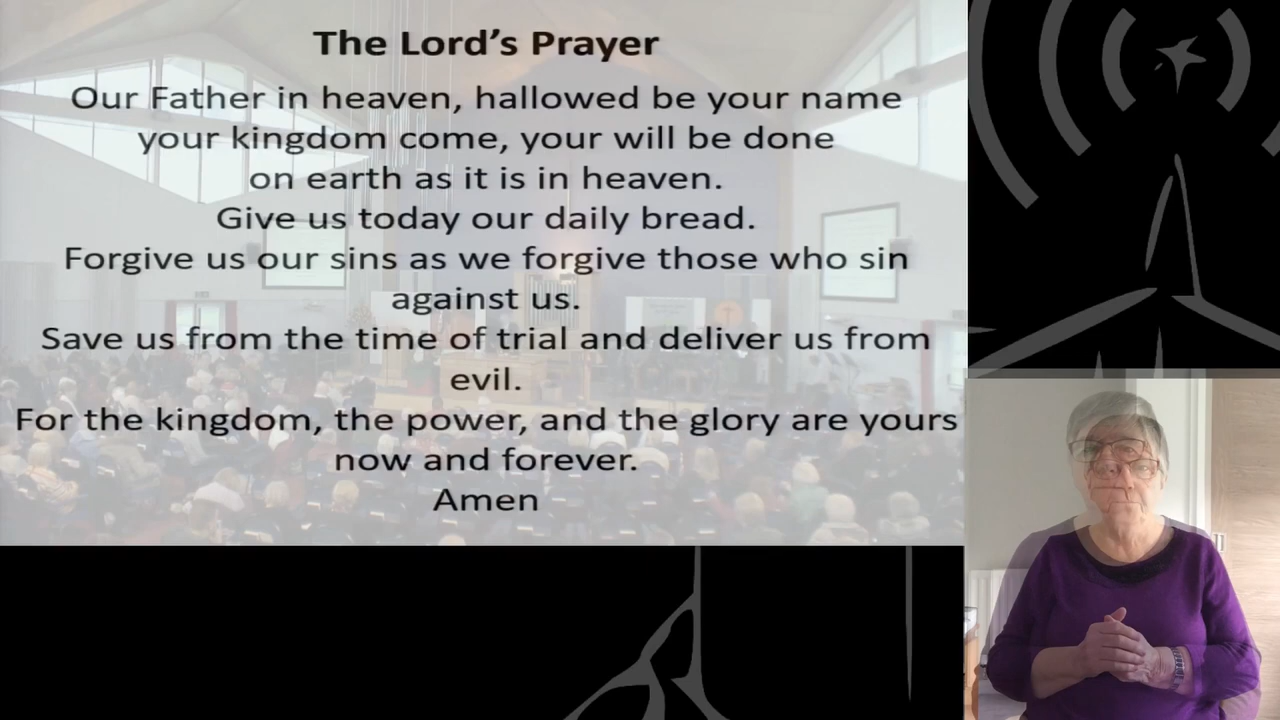 The Lord's Prayer
Our Father in heaven, hallowed be your name
your kingdom come, your will be done
on earth as it is in heaven.
Give us today our daily bread.
Forgive us our sins as we forgive those who sin
against us.
Save us from the time of trial and deliver us from
evil.
For the kingdom, the power, and the glory are yours
now and forever.
Amen